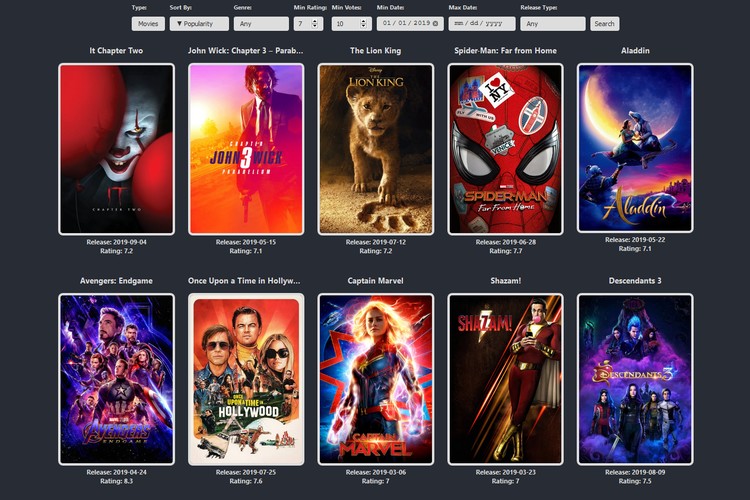 Type: Sort By: Genre: Min Rating: Min Votes: Min Date: Max Date: Release Type:
Movies ▼ Popularity Any 7 10 01/01/2019 mm/dd/yyyy Any Search
It Chapter Two John Wick: Chapter 3 – Parab... The Lion King Spider-Man: Far from Home Aladdin
IT
CHAPTER TWO
CHAPTER
JOHN 3 WICK
PARABELLUM
Disney
THE
LION KING
I ♥
NY
FLY WITH US
VENICE
SPIDER-MAN
Far From Home
Aladdin
Release: 2019-09-04 Release: 2019-05-15 Release: 2019-07-12 Release: 2019-06-28 Release: 2019-05-22
Rating: 7.2 Rating: 7.1 Rating: 7.2 Rating: 7.7 Rating: 7.1
Avengers: Endgame Once Upon a Time in Hollyw... Captain Marvel Shazam! Descendants 3
AVENGERS
ENDGAME
ONCE
UPON A TIME IN...
HOLLYWOOD
CAPTAIN
MARVEL
SHAZAM!
DESCENDANTS 3
Release: 2019-04-24 Release: 2019-07-25 Release: 2019-03-06 Release: 2019-03-23 Release: 2019-08-09
Rating: 8.3 Rating: 7.6 Rating: 7 Rating: 7 Rating: 7.5